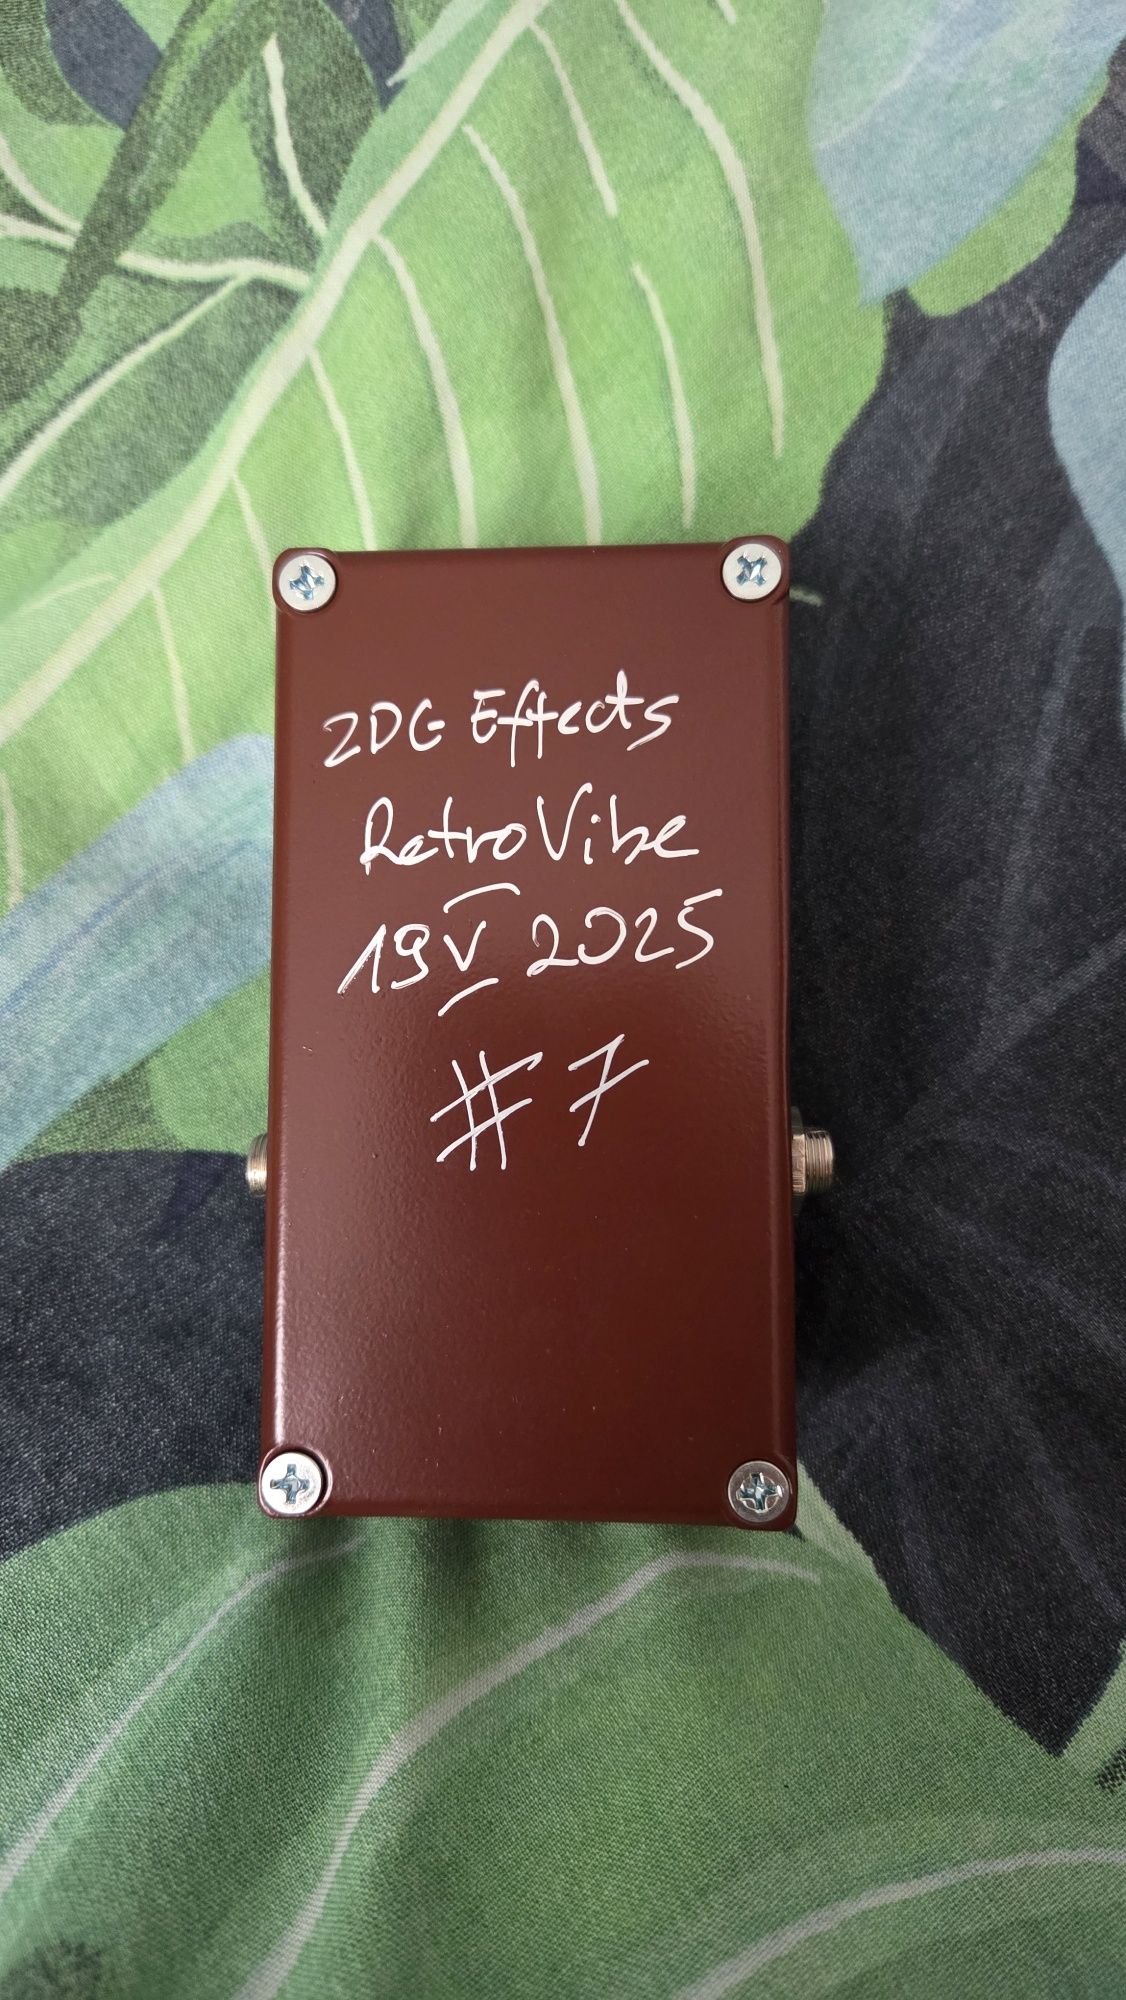 ZDG Effects
RetroVibe
19 V 2025
#7